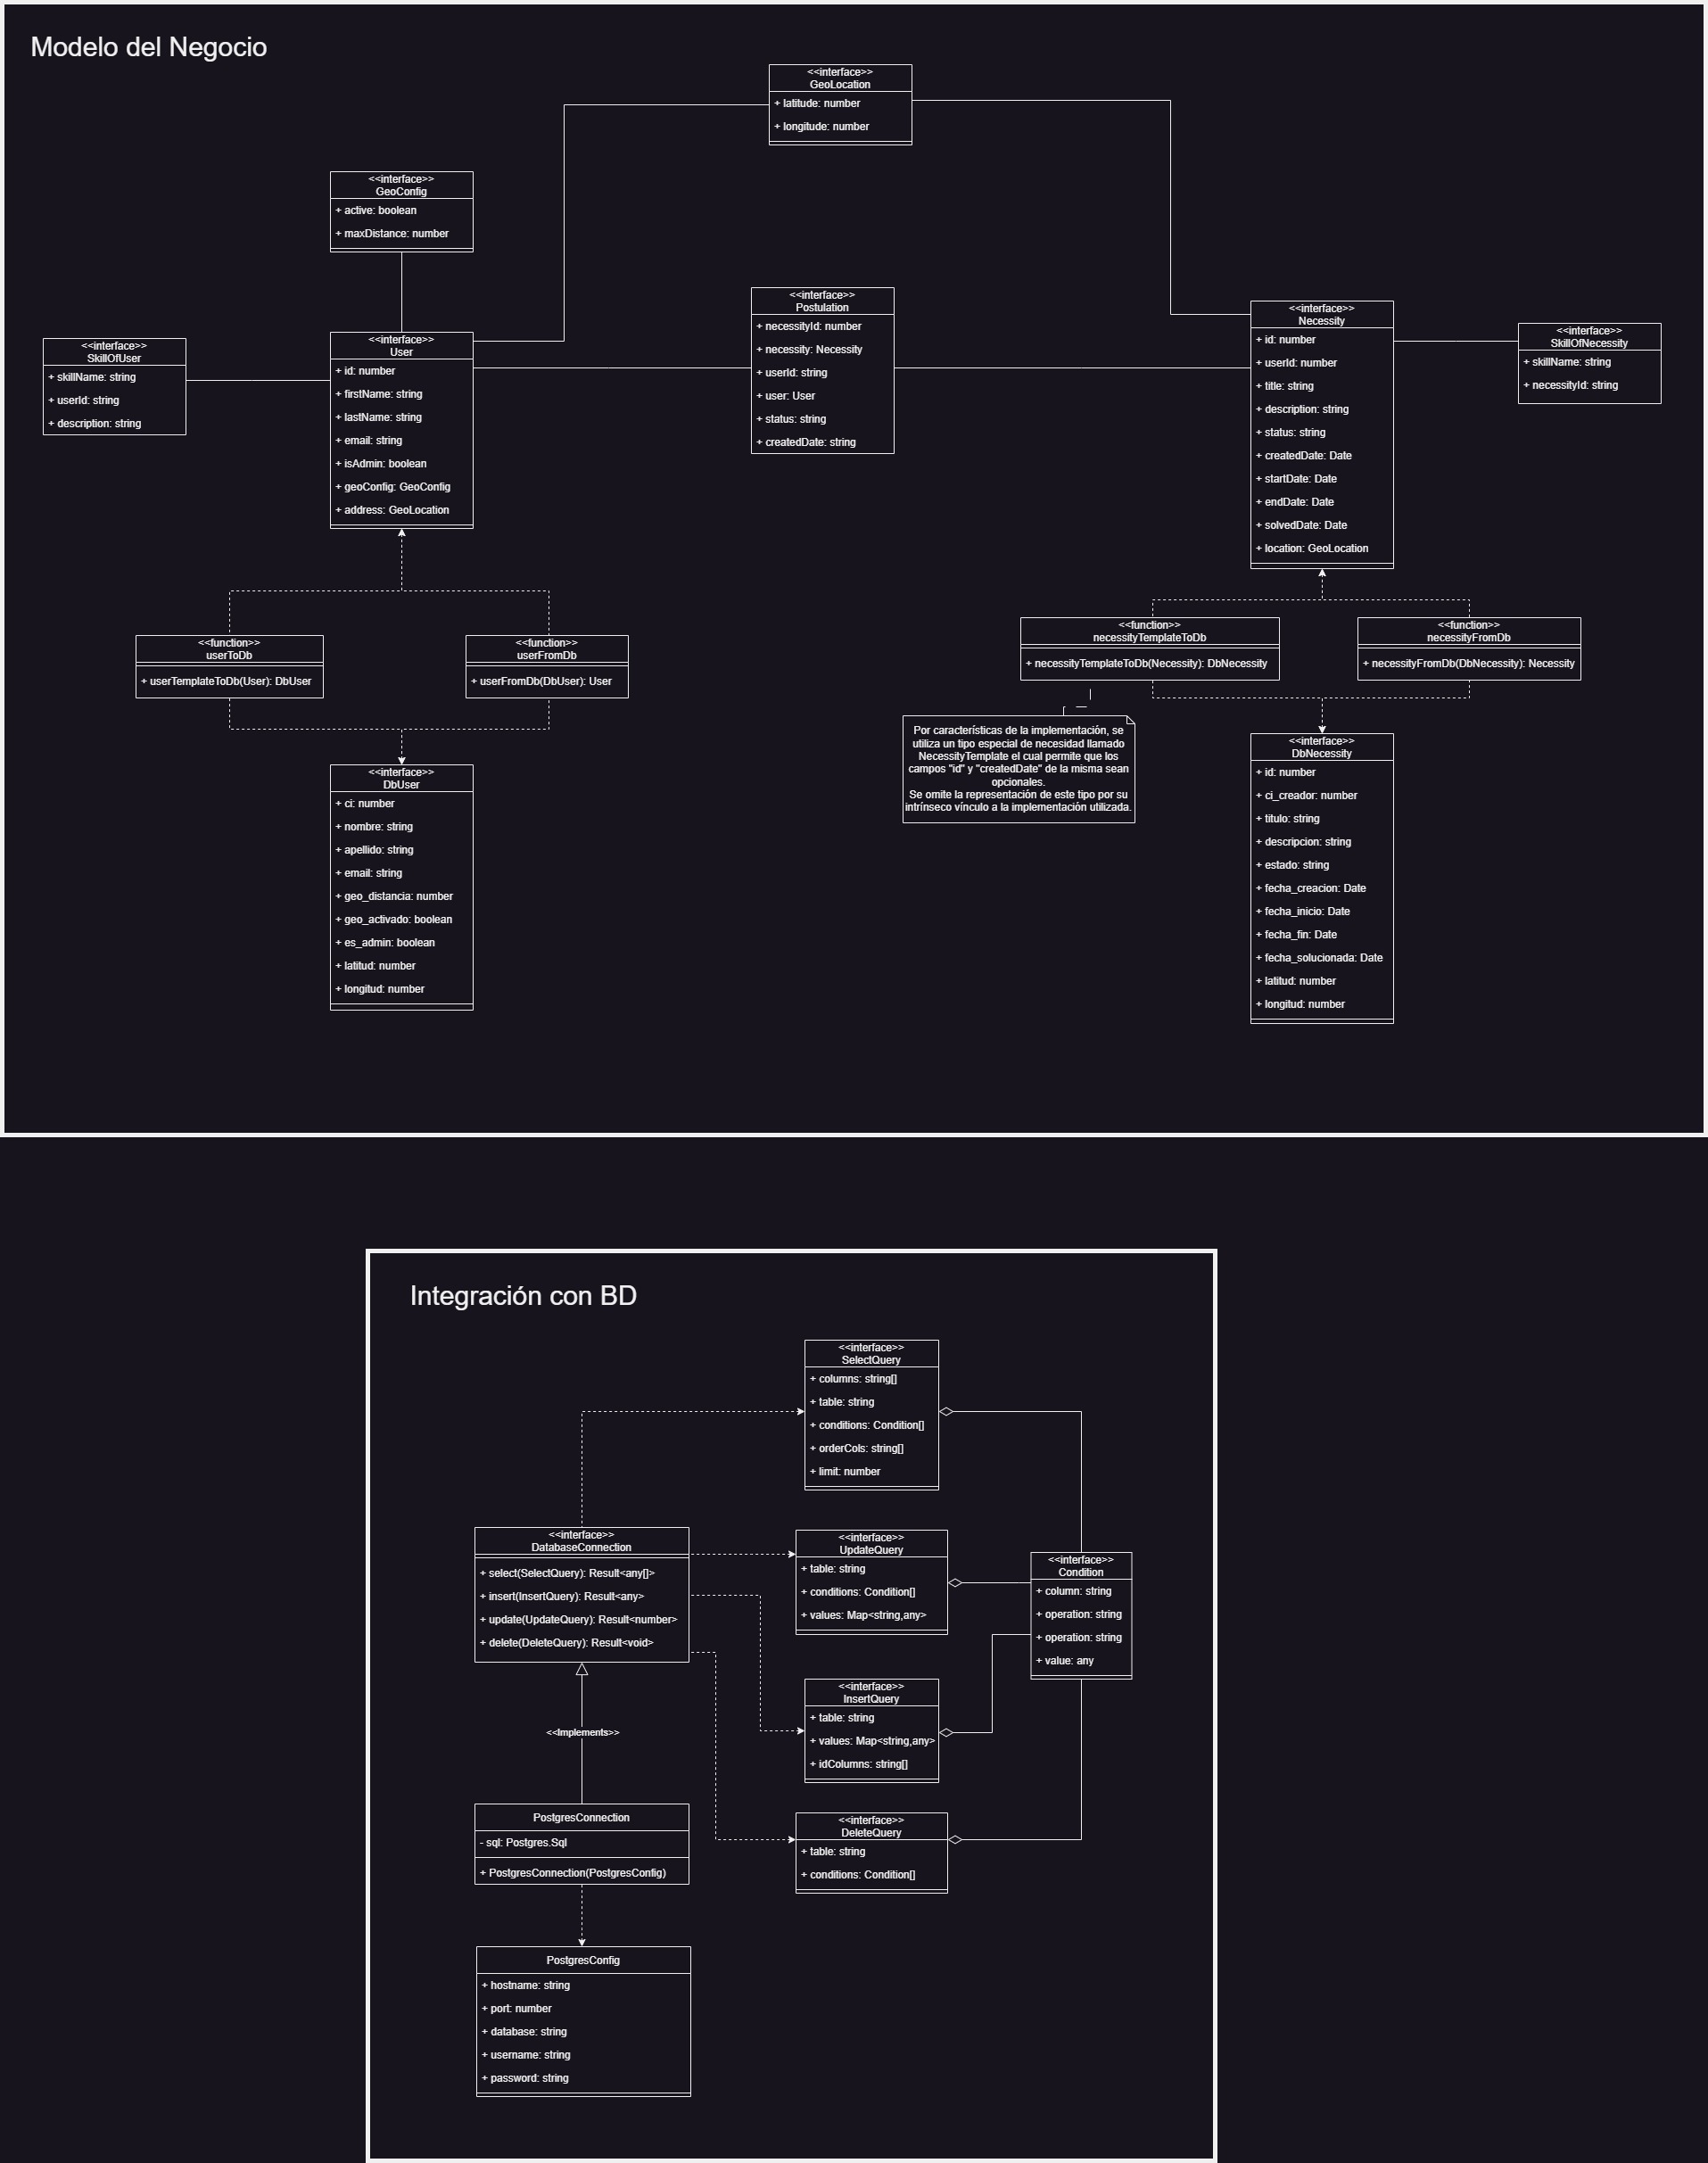 Modelo del Negocio
<<interface>>
GeoLocation
+ latitude: number
+ longitude: number
<<interface>>
GeoConfig
+ active: boolean
+ maxDistance: number
<<interface>>
SkillOfUser
+ skillName: string
+ userId: string
+ description: string
<<interface>>
User
+ id: number
+ firstName: string
+ lastName: string
+ email: string
+ isAdmin: boolean
+ geoConfig: GeoConfig
+ address: GeoLocation
<<interface>>
Postulation
+ necessityId: number
+ necessity: Necessity
+ userId: string
+ user: User
+ status: string
+ createdDate: string
<<interface>>
Necessity
+ id: number
+ userId: number
+ title: string
+ description: string
+ status: string
+ createdDate: Date
+ startDate: Date
+ endDate: Date
+ solvedDate: Date
+ location: GeoLocation
<<interface>>
SkillOfNecessity
+ skillName: string
+ necessityId: string
<<function>>
userToDb
+ userTemplateToDb(User): DbUser
<<function>>
userFromDb
+ userFromDb(DbUser): User
<<function>>
necessityTemplateToDb
+ necessityTemplateToDb(Necessity): DbNecessity
<<function>>
necessityFromDb
+ necessityFromDb(DbNecessity): Necessity
Por características de la implementación, se
utiliza un tipo especial de necesidad llamado
NecessityTemplate el cual permite que los
campos "id" y "createdDate" de la misma sean
opcionales.
Se omite la representación de este tipo por su
intrínseco vínculo a la implementación utilizada.
<<interface>>
DbUser
+ ci: number
+ nombre: string
+ apellido: string
+ email: string
+ geo_distancia: number
+ geo_activado: boolean
+ es_admin: boolean
+ latitud: number
+ longitud: number
<<interface>>
DbNecessity
+ id: number
+ ci_creador: number
+ titulo: string
+ descripcion: string
+ estado: string
+ fecha_creacion: Date
+ fecha_inicio: Date
+ fecha_fin: Date
+ fecha_solucionada: Date
+ latitud: number
+ longitud: number
Integración con BD
<<interface>>
SelectQuery
+ columns: string[]
+ table: string
+ conditions: Condition[]
+ orderCols: string[]
+ limit: number
<<interface>>
DatabaseConnection
+ select(SelectQuery): Result<any[]>
+ insert(InsertQuery): Result<any>
+ update(UpdateQuery): Result<number>
+ delete(DeleteQuery): Result<void>
<<interface>>
UpdateQuery
+ table: string
+ conditions: Condition[]
+ values: Map<string,any>
<<interface>>
Condition
+ column: string
+ operation: string
+ operation: string
+ value: any
<<interface>>
InsertQuery
+ table: string
+ values: Map<string,any>
+ idColumns: string[]
<<Implements>>
PostgresConnection
- sql: Postgres.Sql
+ PostgresConnection(PostgresConfig)
<<interface>>
DeleteQuery
+ table: string
+ conditions: Condition[]
PostgresConfig
+ hostname: string
+ port: number
+ database: string
+ username: string
+ password: string